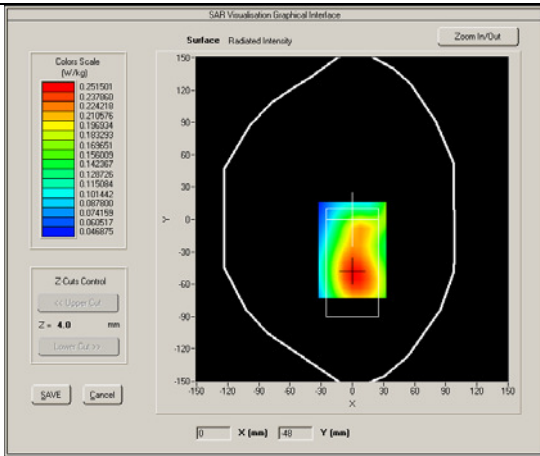 SAR Visualisation Graphical Interface
Surface Radiated Intensity
Zoom In/Out
Colors Scale
(W/kg)
0.251501
0.237860
0.224218
0.210576
0.196934
0.183293
0.169651
0.156009
0.142367
0.128726
0.115084
0.101442
0.087800
0.074159
0.060517
0.046875
Z Cuts Control
<< Upper Cut
Z = 4.0 mm
Lower Cut >>
SAVE
Cancel
150
120
90
60
30
0
-30
-60
-90
-120
-150
Y
-150 -120 -90 -60 -30 0 30 60 90 120 150
X
0 X (mm) -48 Y (mm)